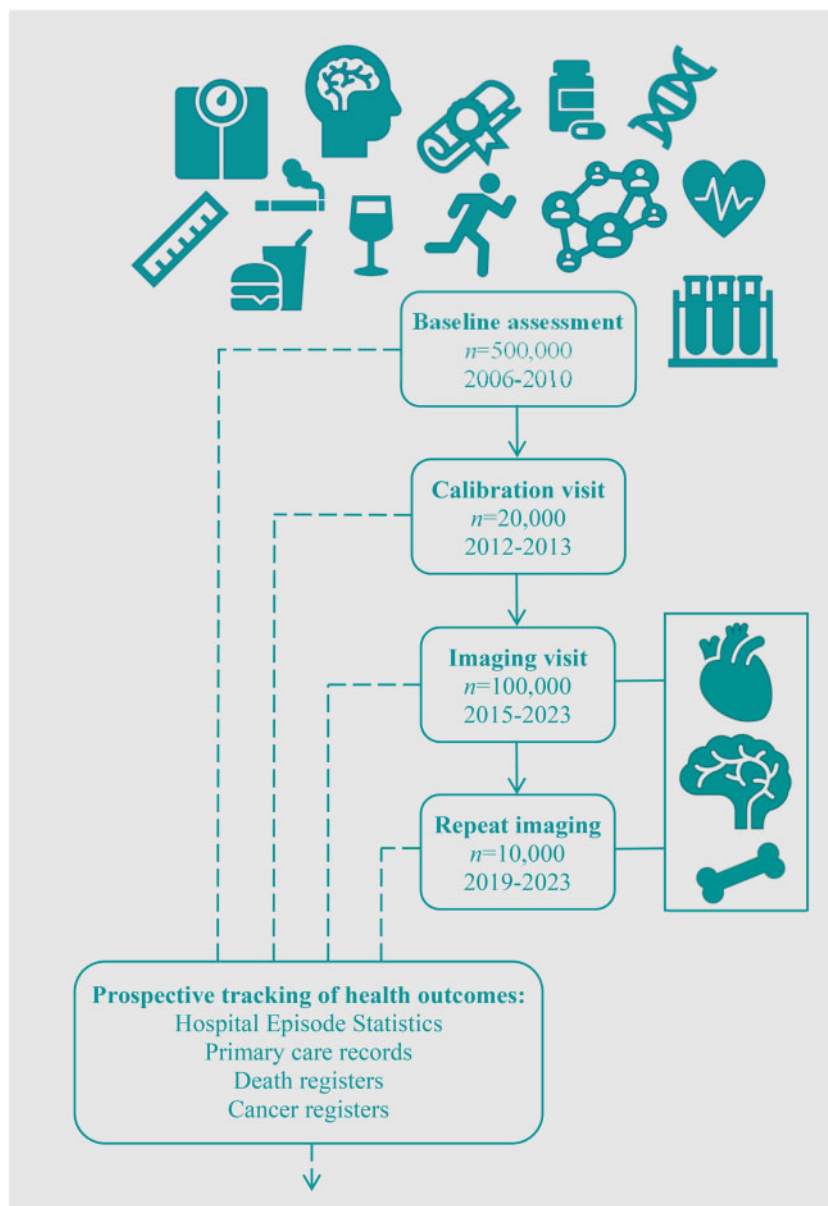 Baseline assessment
n=500,000
2006-2010
Calibration visit
n=20,000
2012-2013
Imaging visit
n=100,000
2015-2023
Repeat imaging
n=10,000
2019-2023
Prospective tracking of health outcomes:
Hospital Episode Statistics
Primary care records
Death registers
Cancer registers